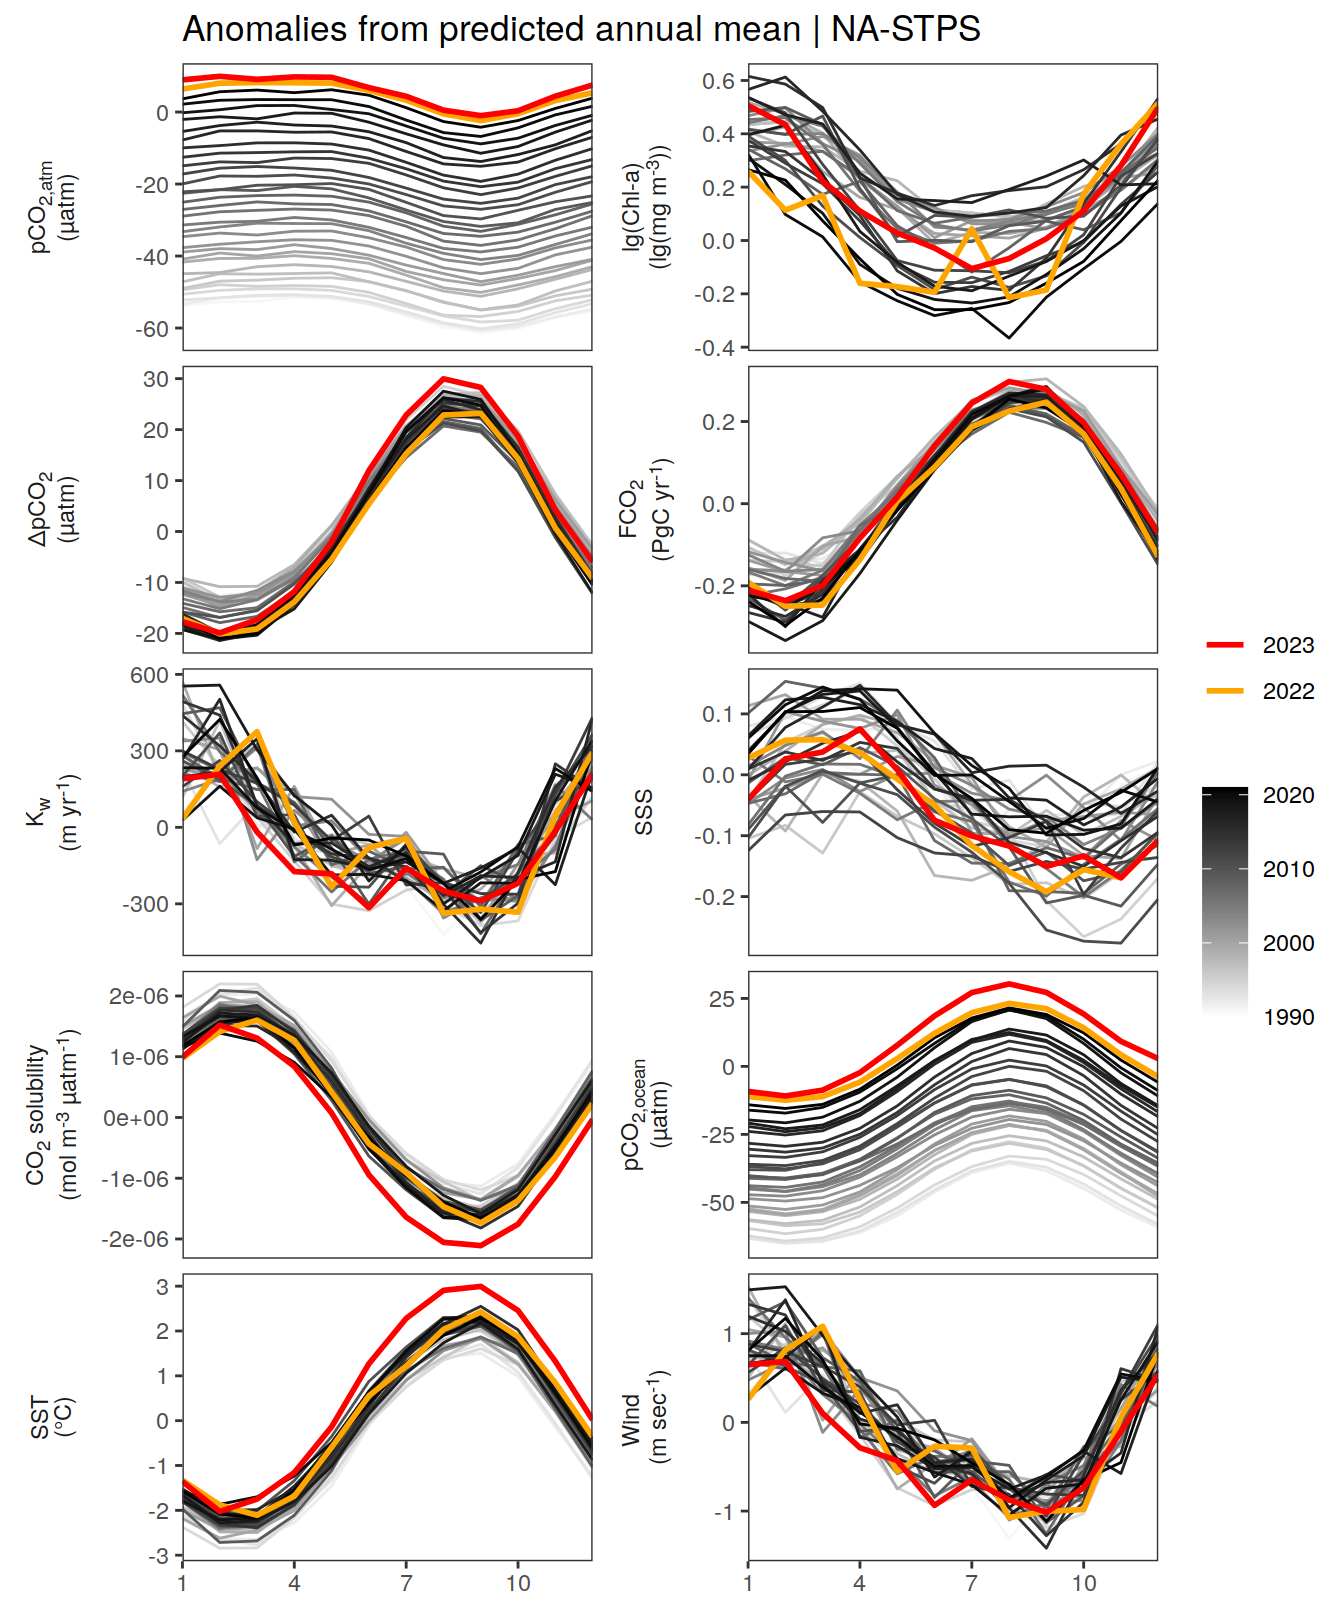 Anomalies from predicted annual mean | NA-STPS
pCO2,atm
(µatm)
0
-20
-40
-60
lg(Chl-a)
(lg(mg m-3))
0.6
0.4
0.2
0.0
-0.2
-0.4
ΔpCO2
(µatm)
30
20
10
0
-10
-20
FCO2
(PgC yr-1)
0.2
0.0
-0.2
Kw
(m yr-1)
600
300
0
-300
SSS
0.1
0.0
-0.1
-0.2
CO2 solubility
(mol m-3 µatm-1)
2e-06
1e-06
0e+00
-1e-06
-2e-06
pCO2,ocean
(µatm)
25
0
-25
-50
SST
(°C)
3
2
1
0
-1
-2
-3
1 4 7 10
Wind
(m sec-1)
1
0
-1
1 4 7 10
2023
2022
2020
2010
2000
1990